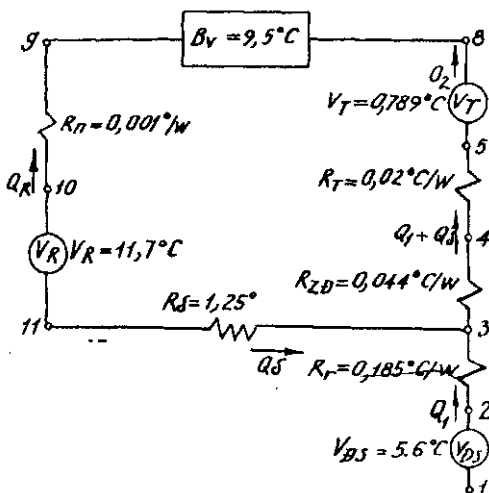 9
B_V = 9,5°C
8
O_2
V_T = 0,789°C
V_T
R_П = 0,001°/W
5
R_T = 0,02°C/W
Q_R
10
Q_1 + Q_δ
4
V_R
V_R = 11,7°C
R_ZD = 0,044°C/W
R_δ = 1,25°
11
3
Q_δ
R_r = 0,185°C/W
2
Q_1
V_DS = 5.6°C
V_DS
1